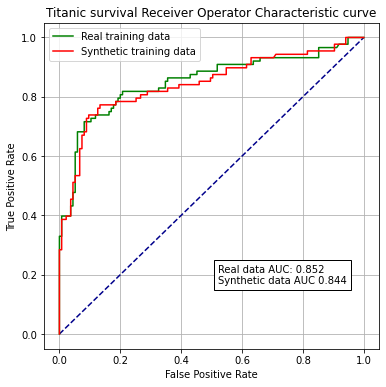 Titanic survival Receiver Operator Characteristic curve
Real training data
Synthetic training data
1.0
0.8
0.6
0.4
0.2
0.0
True Positive Rate
Real data AUC: 0.852
Synthetic data AUC 0.844
0.0 0.2 0.4 0.6 0.8 1.0
False Positive Rate